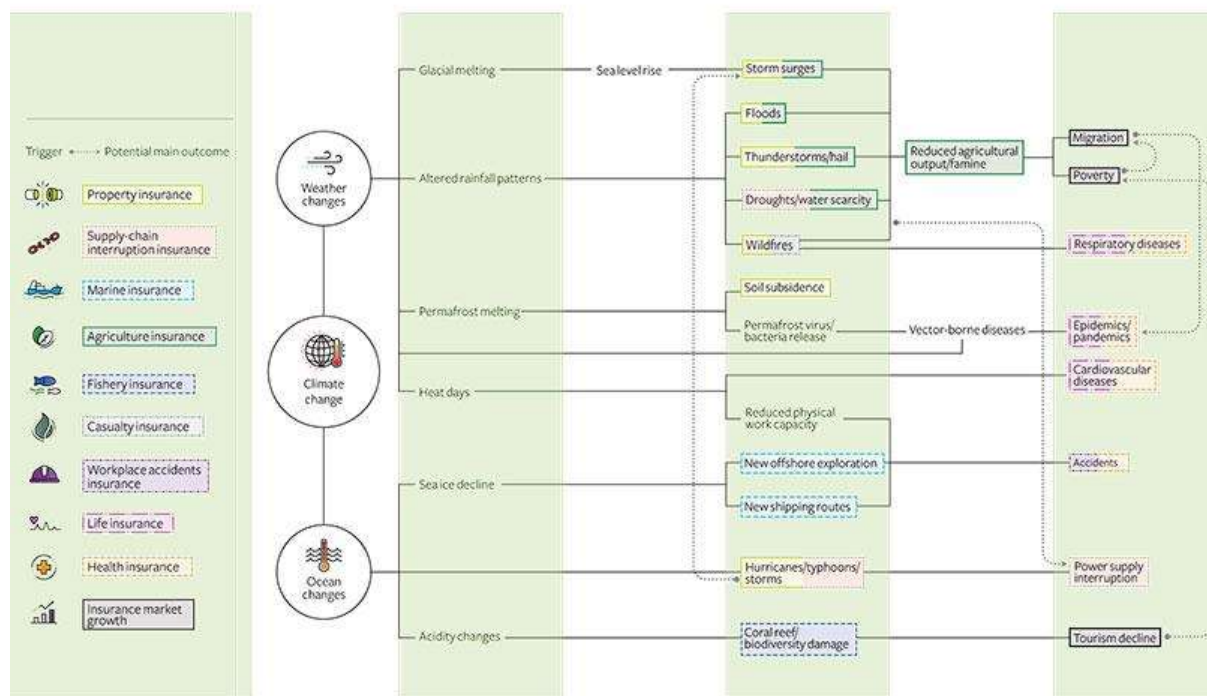 Trigger Potential main outcome
Property insurance
Supply-chain
interruption insurance
Marine insurance
Agriculture insurance
Fishery insurance
Casualty insurance
Workplace accidents
insurance
Life insurance
Health insurance
Insurance market
growth
Weather
changes
Climate
change
Ocean
changes
Glacial melting
Altered rainfall patterns
Permafrost melting
Heat days
Sea ice decline
Acidity changes
Sea level rise
Storm surges
Floods
Thunderstorms/hail
Droughts/water scarcity
Wildfires
Soil subsidence
Permafrost virus/
bacteria release
Reduced physical
work capacity
New offshore exploration
New shipping routes
Hurricanes/typhoons/
storms
Coral reef/
biodiversity damage
Reduced agricultural
output/famine
Vector-borne diseases
Migration
Poverty
Respiratory diseases
Epidemics/
pandemics
Cardiovascular
diseases
Accidents
Power supply
interruption
Tourism decline